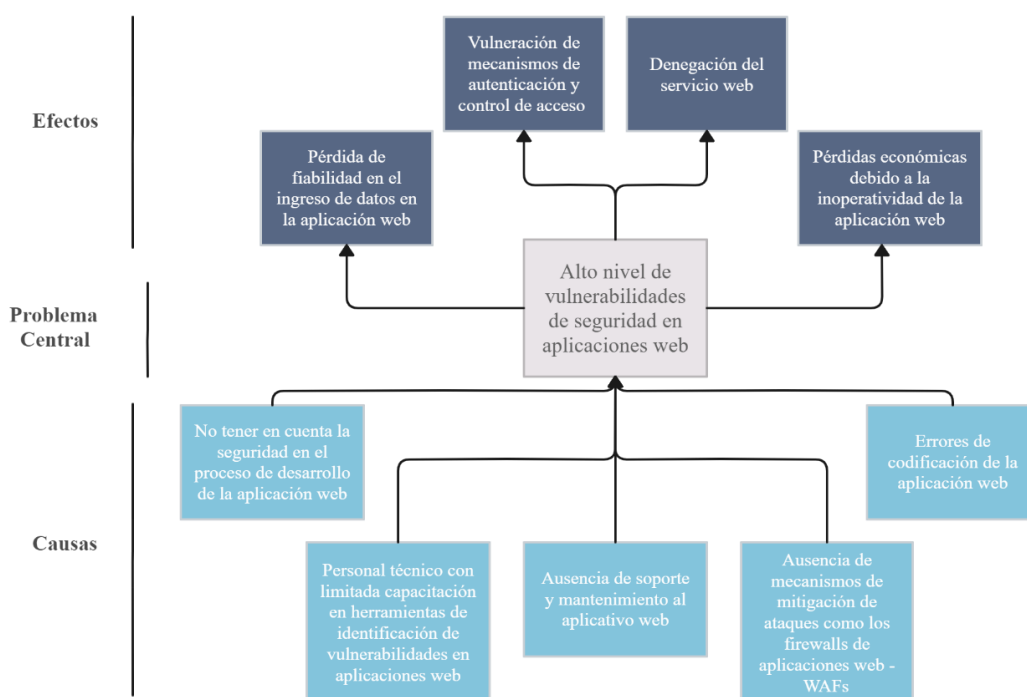 Efectos
Vulneración de
mecanismos de
autenticación y
control de acceso
Denegación del
servicio web
Pérdida de
fiabilidad en el
ingreso de datos en
la aplicación web
Pérdidas económicas
debido a la
inoperatividad de la
aplicación web
Problema
Central
Alto nivel de
vulnerabilidades
de seguridad en
aplicaciones web
Causas
No tener en cuenta la
seguridad en el
proceso de desarrollo
de la aplicación web
Errores de
codificación de la
aplicación web
Personal técnico con
limitada capacitación
en herramientas de
identificación de
vulnerabilidades en
aplicaciones web
Ausencia de soporte
y mantenimiento al
aplicativo web
Ausencia de
mecanismos de
mitigación de
ataques como los
firewalls de
aplicaciones web -
WAFs